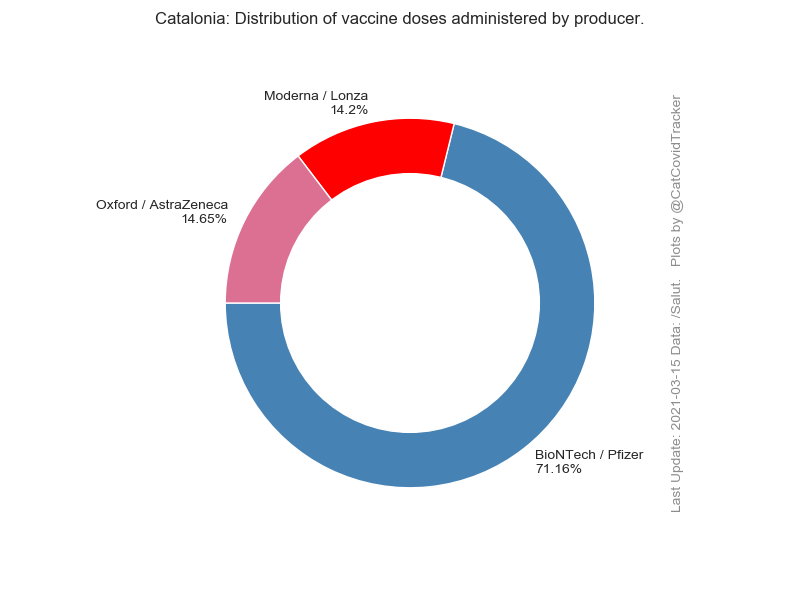 Catalonia: Distribution of vaccine doses administered by producer.
Moderna / Lonza
14.2%
Oxford / AstraZeneca
14.65%
BioNTech / Pfizer
71.16%
Last Update: 2021-03-15 Data: /Salut.   Plots by @CatCovidTracker